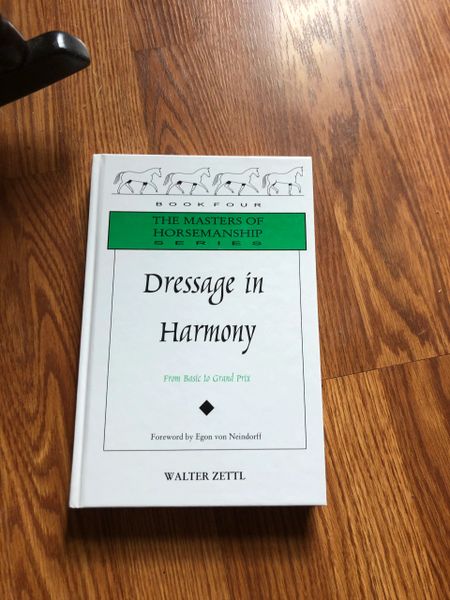 BOOK FOUR
THE MASTERS OF
HORSEMANSHIP
SERIES
Dressage in
Harmony
From Basic to Grand Prix
Foreword by Egon von Neindorff
WALTER ZETTL